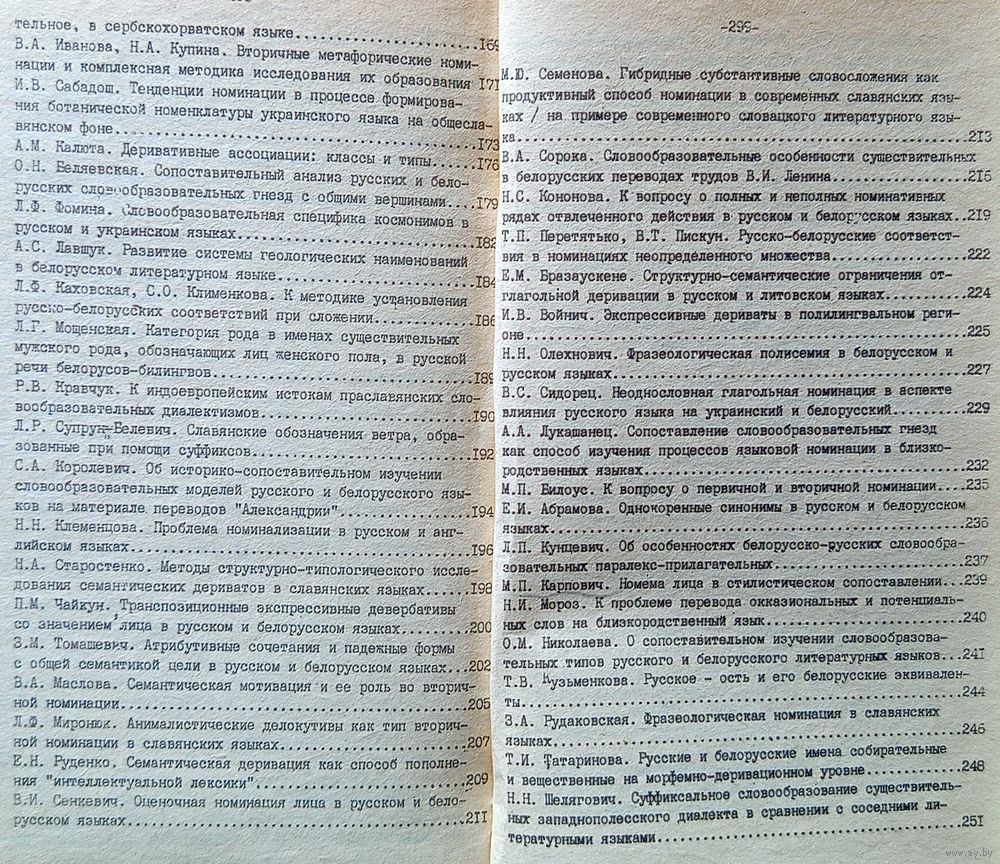 тельное, в сербскохорватском языке..........................169
В.А. Иванова, Н.А. Купина. Вторичные метафорические номи-
нации и комплексная методика исследования их образования 171
И.В. Сабадош. Тенденции номинации в процессе формирова-
ния ботанической номенклатуры украинского языка на общесла-
вянском фоне................................................173
А.М. Калюта. Деривативные ассоциации: классы и типы.....176
О.Н. Беляевская. Сопоставительный анализ русских и бело-
русских словообразовательных гнезд с общими вершинами....179
Л.Ф. Фомина. Словообразовательная специфика космонимов в
русском и украинском языках.................................182
А.С. Лавшук. Развитие системы геологических наименований
в белорусском литературном языке............................184
Л.Ф. Каховская, С.О. Клименкова. К методике установления
русско-белорусских соответствий при сложении................186
Л.Г. Мощенская. Категория рода в именах существительных
мужского рода, обозначающих лиц женского пола, в русской
речи белорусов-билингвов....................................189
Р.В. Кравчук. К индоевропейским истокам праславянских сло-
вообразовательных диалектизмов..............................190
Л.Р. Супрун-Белевич. Славянские обозначения ветра, обра-
зованные при помощи суффиксов...............................192
С.А. Королевич. Об историко-сопоставительном изучении
словообразовательных моделей русского и белорусского язы-
ков на материале переводов "Александрии"....................194
Н.Н. Клеменцова. Проблема номинализации в русском и анг-
лийском языках..............................................196
Н.А. Старостенко. Методы структурно-типологического иссле-
дования семантических дериватов в славянских языках......198
П.М. Чайкун. Транспозиционные экспрессивные девербативы
со значением лица в русском и белорусском языках.........200
З.М. Томашевич. Атрибутивные сочетания и падежные формы
с общей семантикой цели в русском и белорусском языках...202
В.А. Маслова. Семантическая мотивация и ее роль во вторич-
ной номинации...............................................205
Л.Ф. Миронюк. Анималистические делокутивы как тип вторич-
ной номинации в славянских языках...........................207
Е.Н. Руденко. Семантическая деривация как способ пополне-
ния "интеллектуальной лексики"..............................209
В.И. Сенкевич. Оценочная номинация лица в русском и бело-
русском языках..............................................211
-299-
М.Ю. Семенова. Гибридные субстантивные словосложения как
продуктивный способ номинации в современных славянских язы-
ках / на примере современного словацкого литературного язы-
ка..........................................................213
В.А. Сорока. Словообразовательные особенности существительных
в белорусских переводах трудов В.И. Ленина..................216
Н.С. Кононова. К вопросу о полных и неполных номинативных
рядах отвлеченного действия в русском и белорусском языках..219
Т.П. Перетятько, В.Т. Пискун. Русско-белорусские соответст-
вия в номинациях неопределенного множества..................222
Е.М. Бразаускене. Структурно-семантические ограничения от-
глагольной деривации в русском и литовском языках...........224
И.В. Войнич. Экспрессивные дериваты в полилингвальном реги-
оне.........................................................225
Н.Н. Олехнович. Фразеологическая полисемия в белорусском и
русском языках..............................................227
В.С. Сидорец. Неоднословная глагольная номинация в аспекте
влияния русского языка на украинский и белорусский..........229
А.А. Лукашанец. Сопоставление словообразовательных гнезд
как способ изучения процессов языковой номинации в близко-
родственных языках..........................................232
М.П. Билоус. К вопросу о первичной и вторичной номинации....235
Е.И. Абрамова. Однокоренные синонимы в русском и белорусском
языках......................................................236
Л.П. Кунцевич. Об особенностях белорусско-русских словообра-
зовательных паралекс-прилагательных.........................237
М.П. Карпович. Номема лица в стилистическом сопоставлении...239
Н.И. Мороз. К проблеме перевода окказиональных и потенциаль-
ных слов на близкородственный язык..........................240
О.М. Николаева. О сопоставительном изучении словообразова-
тельных типов русского и белорусского литературных языков...241
Т.В. Кузьменкова. Русское - ость и его белорусские эквивален-
ты..........................................................244
З.А. Рудаковская. Фразеологическая номинация в славянских
языках......................................................246
Т.И. Татаринова. Русские и белорусские имена собирательные
и вещественные на морфемно-деривационном уровне.............248
Н.Н. Шелягович. Суффиксальное словообразование существитель-
ных западнополесского диалекта в сравнении с соседними ли-
тературными языками.........................................251
www.ay.by